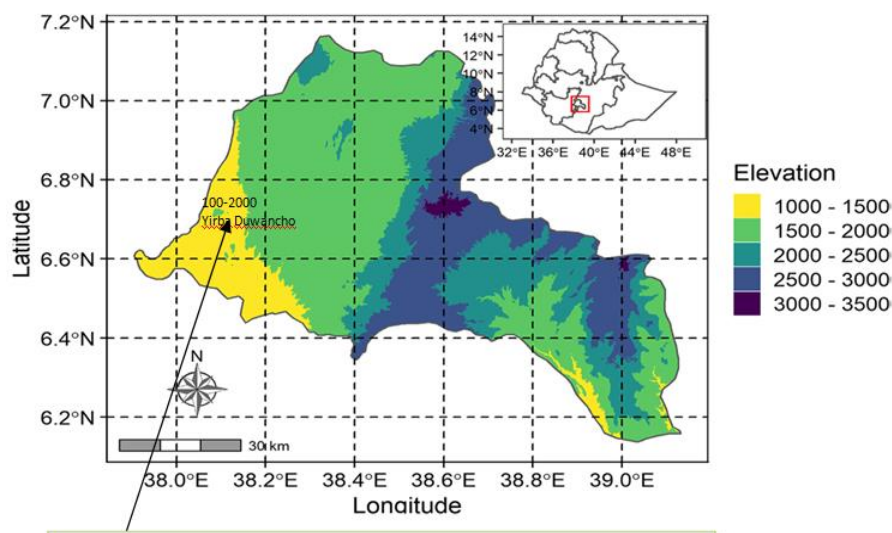 7.2°N
7.0°N
6.8°N
6.6°N
6.4°N
6.2°N
Latitude
14°N
12°N
10°N
8°N
6°N
4°N
32°E 36°E 40°E 44°E 48°E
100-2000
Yirba Duwancho
N
30 km
38.0°E 38.2°E 38.4°E 38.6°E 38.8°E 39.0°E
Longitude
Elevation
1000 - 1500
1500 - 2000
2000 - 2500
2500 - 3000
3000 - 3500